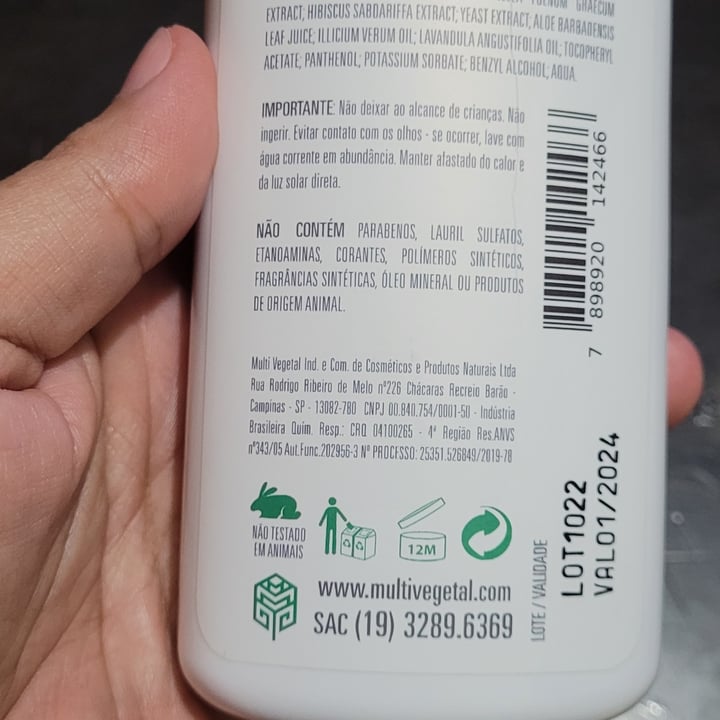 FOENUM GRAECUM
EXTRACT; HIBISCUS SABDARIFFA EXTRACT; YEAST EXTRACT; ALOE BARBADENSIS
LEAF JUICE; ILLICIUM VERUM OIL; LAVANDULA ANGUSTIFOLIA OIL; TOCOPHERYL
ACETATE; PANTHENOL; POTASSIUM SORBATE; BENZYL ALCOHOL; AQUA.
IMPORTANTE: Não deixar ao alcance de crianças. Não
ingerir. Evitar contato com os olhos - se ocorrer, lave com
água corrente em abundância. Manter afastado do calor e
da luz solar direta.
NÃO CONTÉM PARABENOS, LAURIL SULFATOS,
ETANOAMINAS, CORANTES, POLÍMEROS SINTÉTICOS,
FRAGRÂNCIAS SINTÉTICAS, ÓLEO MINERAL OU PRODUTOS
DE ORIGEM ANIMAL.
Multi Vegetal Ind. e Com. de Cosméticos e Produtos Naturais Ltda
Rua Rodrigo Ribeiro de Melo nº226 Chácaras Recreio Barão -
Campinas - SP - 13082-780 CNPJ 00.840.754/0001-50 - Indústria
Brasileira Quim. Resp.: CRQ 04100265 - 4ª Região Res.ANVS
nº343/05 Aut.Func.202956-3 Nº PROCESSO: 25351.526849/2019-78
NÃO TESTADO
EM ANIMAIS
12M
www.multivegetal.com
SAC (19) 3289.6369
LOTE / VALIDADE
LOT1022
VAL01/2024
7 898920 142466